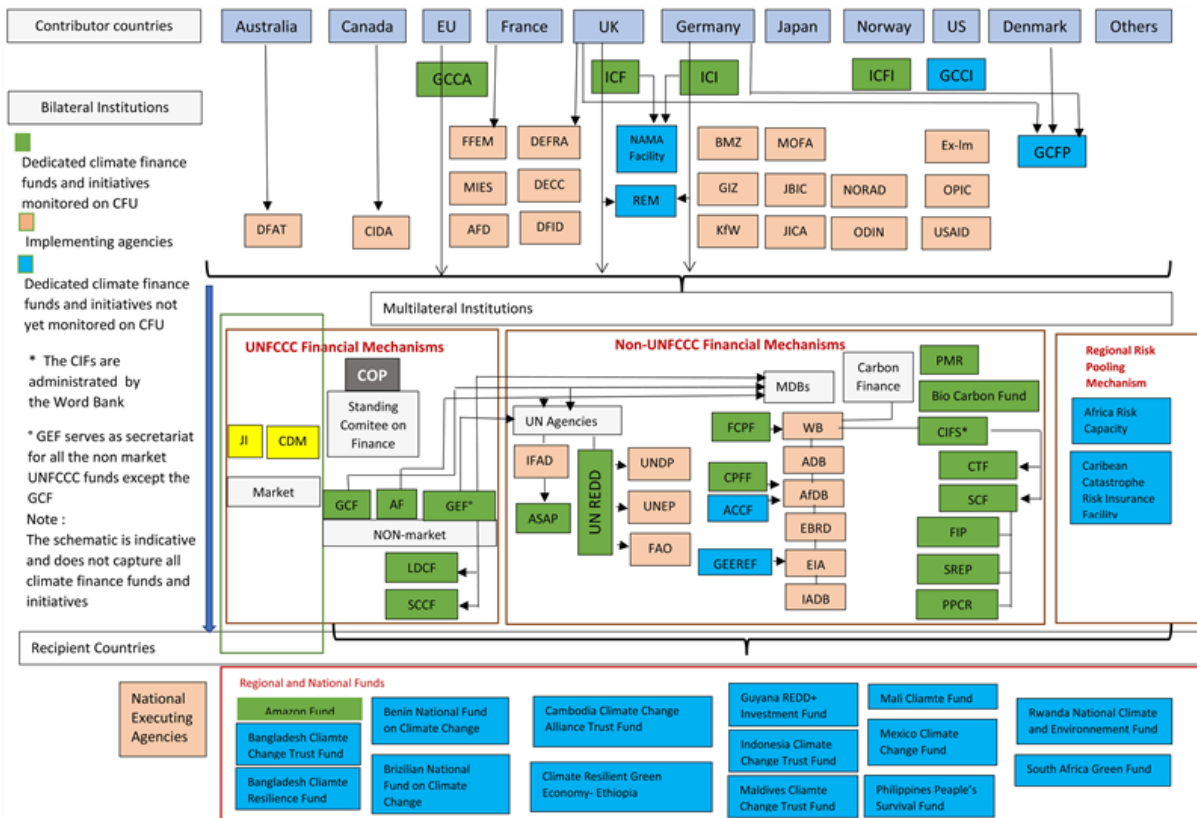 Contributor countries
Australia
Canada
EU
France
UK
Germany
Japan
Norway
US
Denmark
Others
GCCA
ICF
ICI
ICFI
GCCI
Bilateral Institutions
Dedicated climate finance
funds and initiatives
monitored on CFU
Implementing agencies
Dedicated climate finance
funds and initiatives not
yet monitored on CFU
* The CIFs are
administrated by
the Word Bank
° GEF serves as secretariat
for all the non market
UNFCCC funds except the
GCF
Note :
The schematic is indicative
and does not capture all
climate finance funds and
initiatives
FFEM
DEFRA
NAMA
Facility
BMZ
MOFA
Ex-Im
GCFP
MIES
DECC
REM
GIZ
JBIC
NORAD
OPIC
DFAT
CIDA
AFD
DFID
KfW
JICA
ODIN
USAID
Multilateral Institutions
UNFCCC Financial Mechanisms
COP
Standing
Comitee on
Finance
JI
CDM
Market
GCF
AF
GEF°
NON-market
LDCF
SCCF
Non-UNFCCC Financial Mechanisms
MDBs
Carbon
Finance
PMR
Bio Carbon Fund
UN Agencies
FCPF
WB
CIFS*
IFAD
UNDP
ADB
CTF
UN REDD
CPFF
AfDB
SCF
ASAP
UNEP
ACCF
EBRD
FIP
FAO
GEEREF
EIA
SREP
IADB
PPCR
Regional Risk
Pooling
Mechanism
Africa Risk
Capacity
Caribean
Catastrophe
Risk Insurance
Facility
Recipient Countries
National
Executing
Agencies
Regional and National Funds
Amazon Fund
Bangladesh Cliamte
Change Trust Fund
Bangladesh Cliamte
Resilience Fund
Benin National Fund
on Climate Change
Brizilian National
Fund on Climate
Change
Cambodia Climate Change
Alliance Trust Fund
Climate Resilient Green
Economy- Ethiopia
Guyana REDD+
Investment Fund
Indonesia Climate
Change Trust Fund
Maldives Cliamte
Change Trust Fund
Mali Cliamte Fund
Mexico Climate
Change Fund
Philippines Peaple's
Survival Fund
Rwanda National Climate
and Environnement Fund
South Africa Green Fund